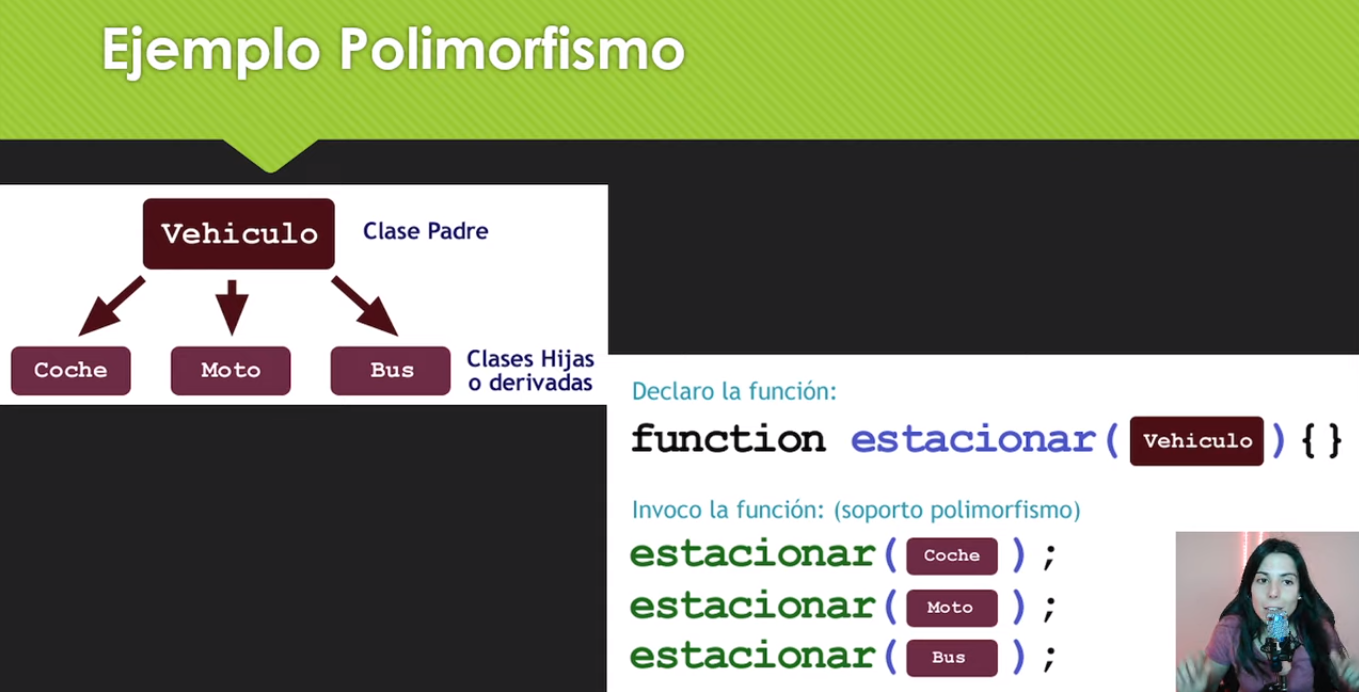 Ejemplo Polimorfismo
Vehiculo
Clase Padre
Coche
Moto
Bus
Clases Hijas
o derivadas
Declaro la función:
function estacionar( Vehiculo ) { }
Invoco la función: (soporto polimorfismo)
estacionar( Coche ) ;
estacionar( Moto ) ;
estacionar( Bus ) ;